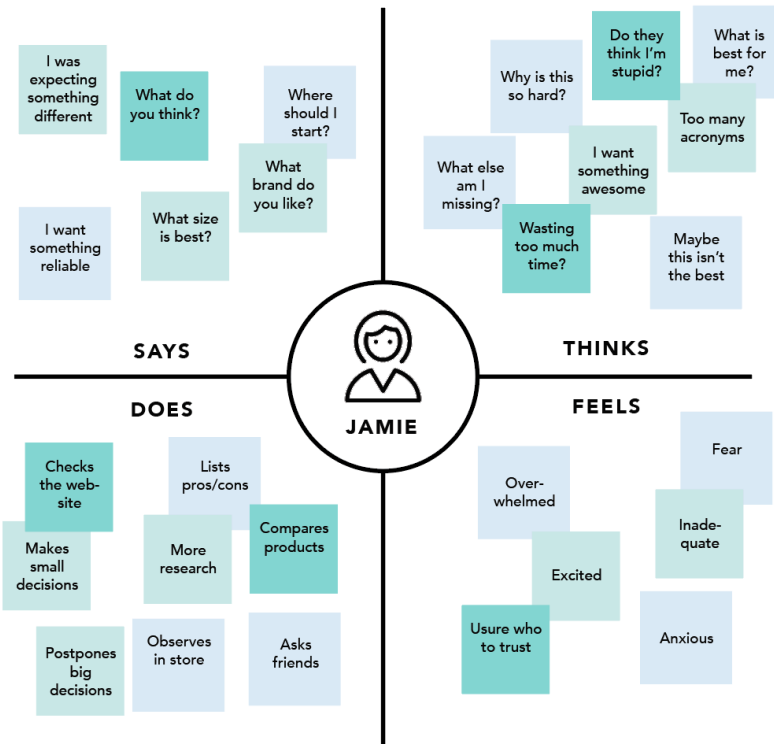 I was
expecting
something
different
What do
you think?
Where
should I
start?
What
brand do
you like?
What size
is best?
I want
something
reliable
SAYS
Do they
think I'm
stupid?
What is
best for
me?
Why is this
so hard?
Too many
acronyms
I want
something
awesome
What else
am I
missing?
Wasting
too much
time?
Maybe
this isn't
the best
THINKS
JAMIE
DOES
Checks
the web-
site
Lists
pros/cons
Compares
products
Makes
small
decisions
More
research
Postpones
big
decisions
Observes
in store
Asks
friends
FEELS
Fear
Over-
whelmed
Inade-
quate
Excited
Usure who
to trust
Anxious